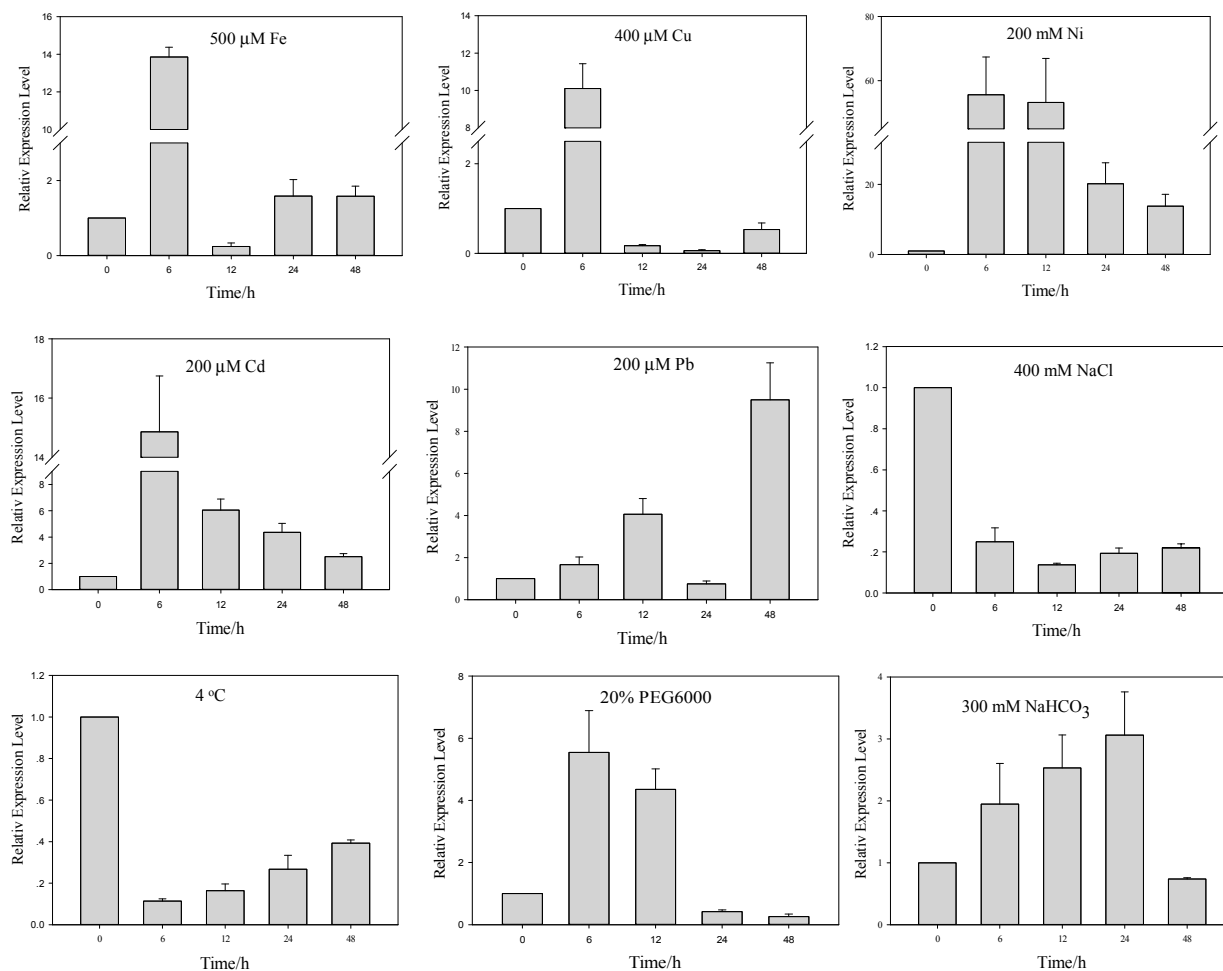 500 µM Fe
Relativ Expression Level
16
14
12
10
2
0
0 6 12 24 48
Time/h
400 µM Cu
Relativ Expression Level
14
12
10
8
2
0
0 6 12 24 48
Time/h
200 mM Ni
Relativ Expression Level
80
60
20
0
0 6 12 24 48
Time/h
200 µM Cd
Relativ Expression Level
18
16
14
8
6
4
2
0
0 6 12 24 48
Time/h
200 µM Pb
Relativ Expression Level
12
10
8
6
4
2
0
0 6 12 24 48
Time/h
400 mM NaCl
Relativ Expression Level
1.2
1.0
.8
.6
.4
.2
0.0
0 6 12 24 48
Time/h
4 °C
Relativ Expression Level
1.2
1.0
.8
.6
.4
.2
0.0
0 6 12 24 48
Time/h
20% PEG6000
Relativ Expression Level
8
6
4
2
0
0 6 12 24 48
Time/h
300 mM NaHCO3
Relativ Expression Level
4
3
2
1
0
0 6 12 24 48
Time/h